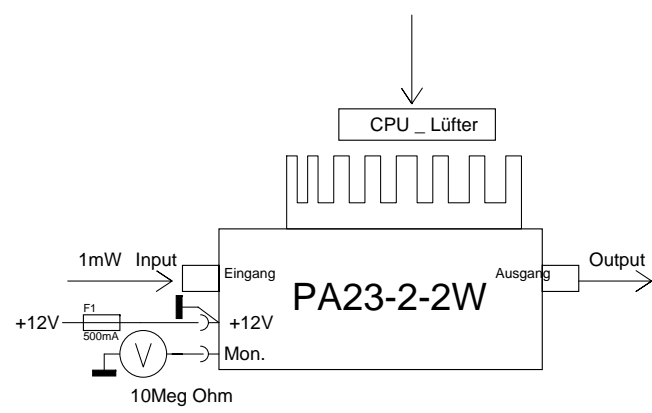 CPU _ Lüfter
1mW Input
Eingang
Ausgang
Output
PA23-2-2W
F1
+12V
500mA
+12V
Mon.
V
10Meg Ohm